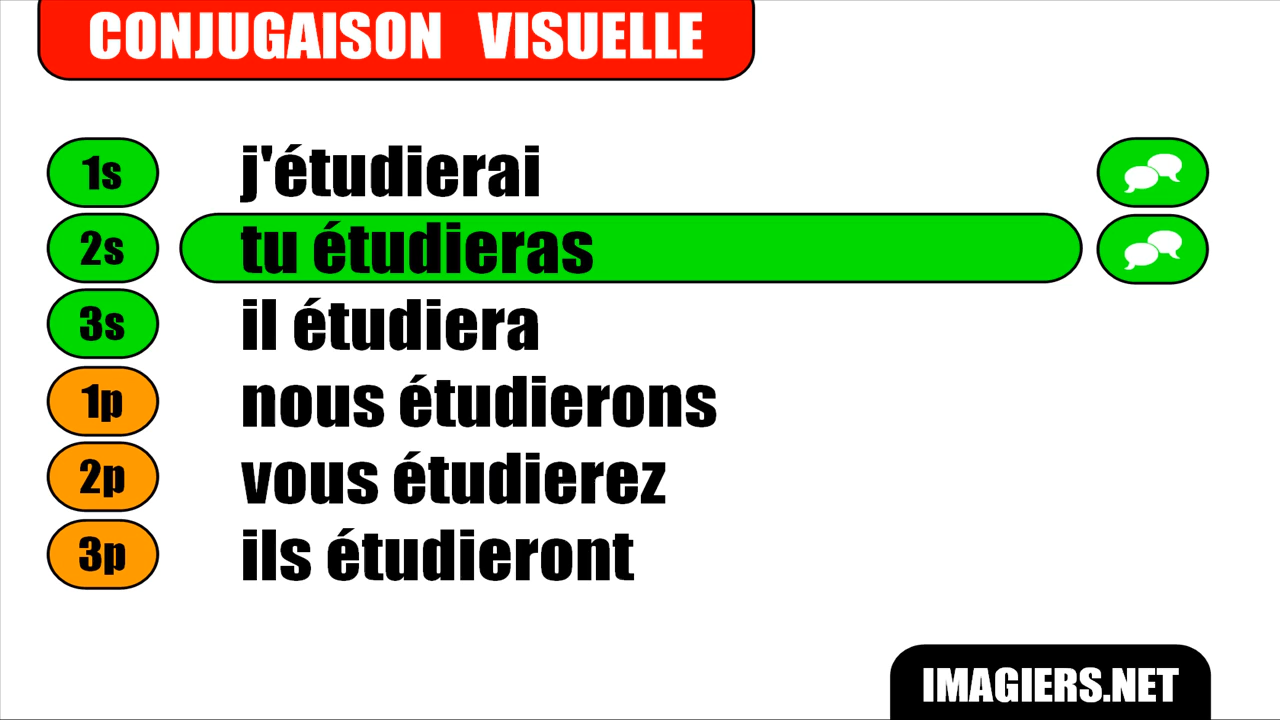 CONJUGAISON VISUELLE
1s j'étudierai
2s tu étudieras
3s il étudiera
1p nous étudierons
2p vous étudierez
3p ils étudieront
IMAGIERS.NET